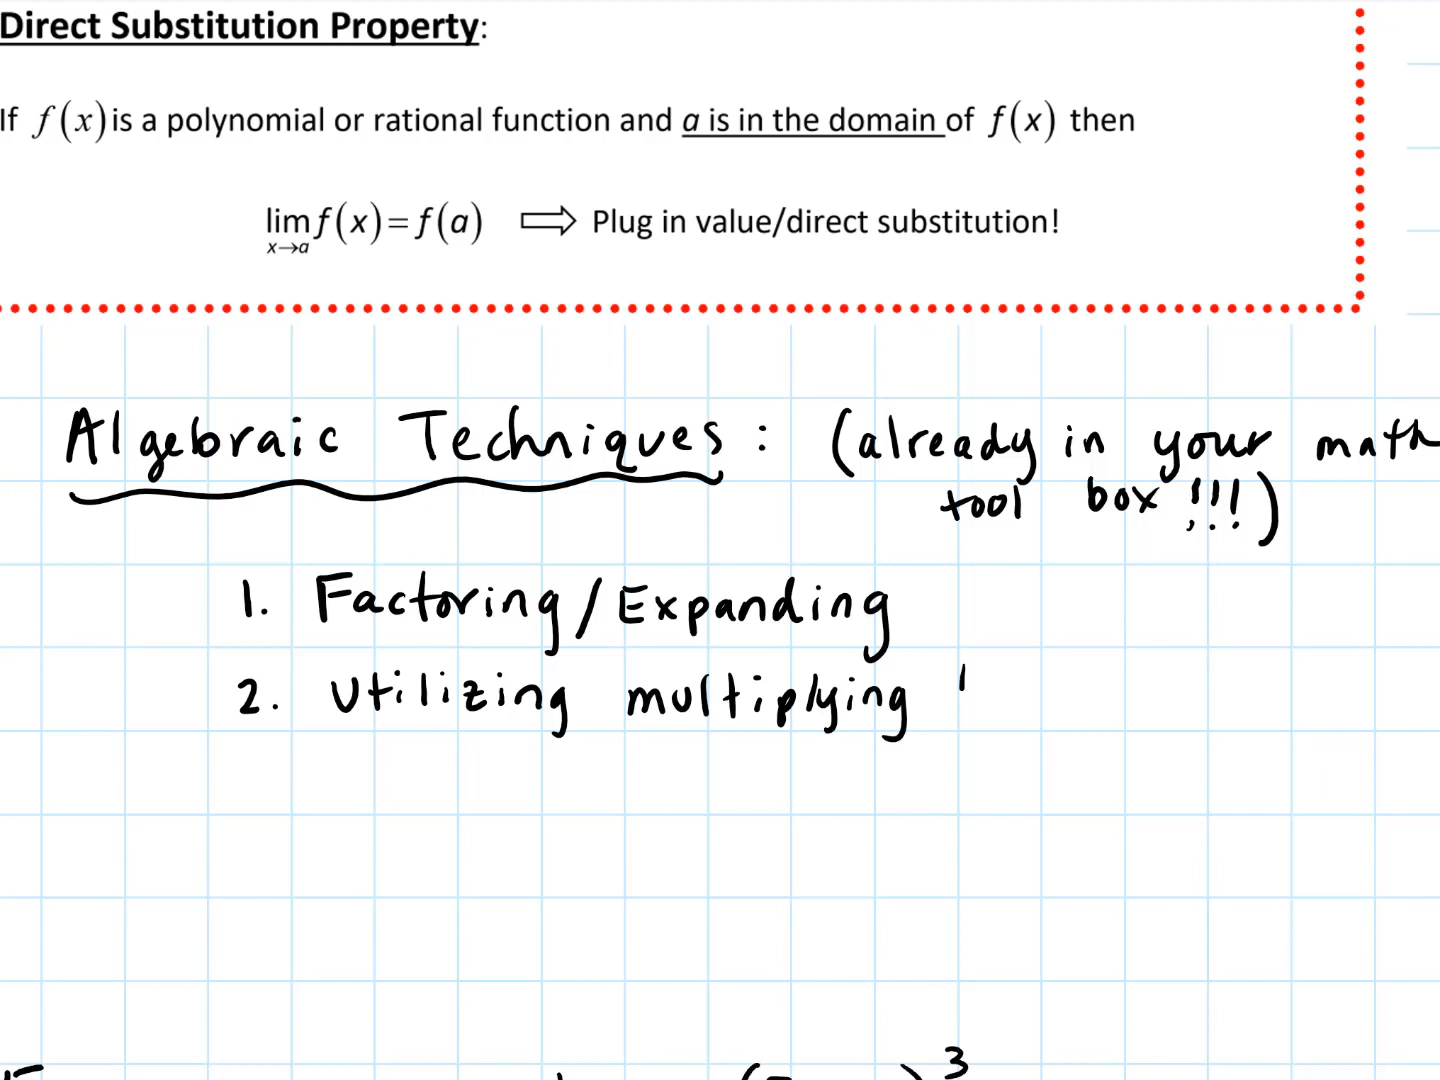 Direct Substitution Property:
If f(x) is a polynomial or rational function and a is in the domain of f(x) then
lim f(x) = f(a) ⇨ Plug in value/direct substitution!
x→a
Algebraic Techniques : (already in your math
tool box !!!)
1. Factoring/Expanding
2. Utilizing multiplying
3